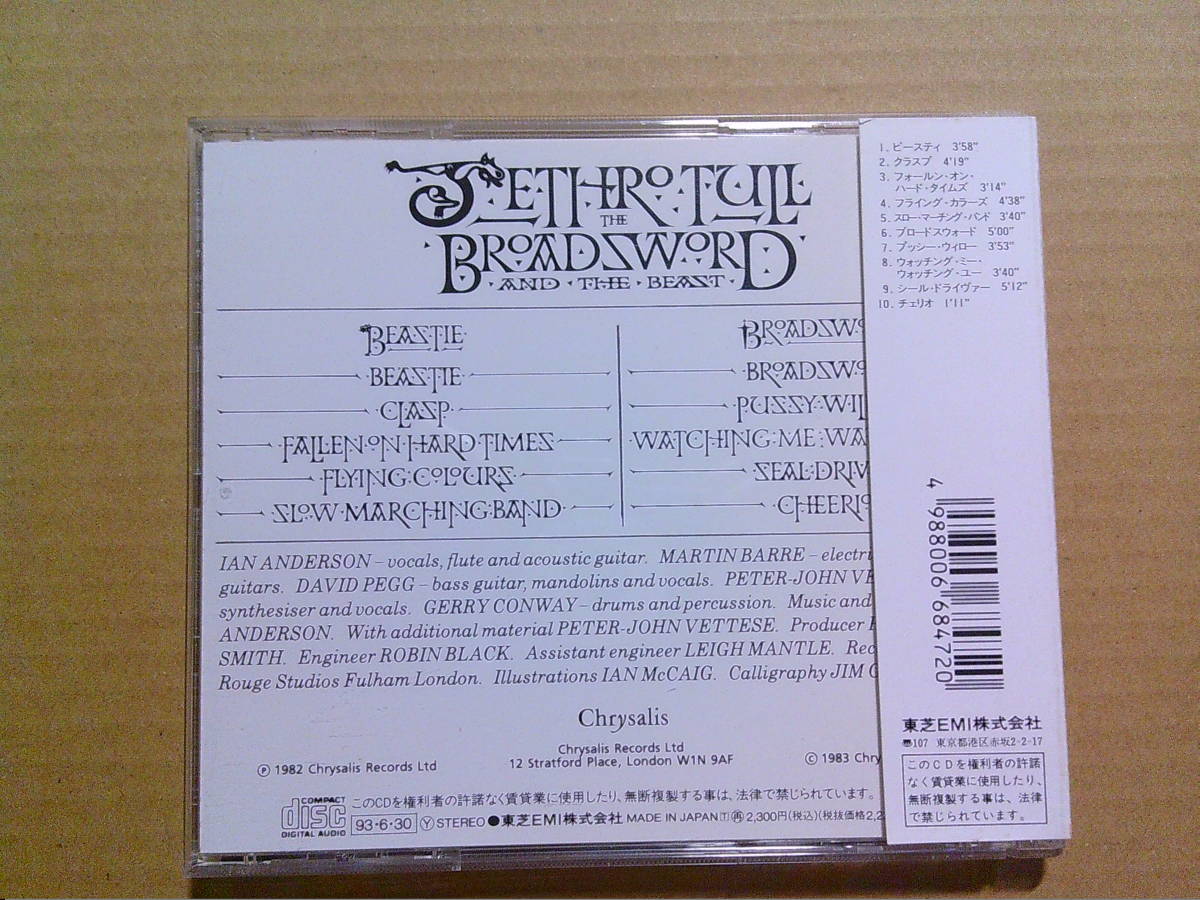 JETHRO TULL
THE
BROADSWORD
AND · THE · BEAST
BEASTIE
BEASTIE
CLASP
FALLEN·ON·HARD·TIMES
FLYING·COLOURS
SLOW·MARCHING·BAND
BROADSWO
BROADSWO
PUSSY·WIL
WATCHING·ME·WA
SEAL·DRIV
CHEERIO
IAN ANDERSON – vocals, flute and acoustic guitar. MARTIN BARRE – electri
guitars. DAVID PEGG – bass guitar, mandolins and vocals. PETER-JOHN VE
synthesiser and vocals. GERRY CONWAY – drums and percussion. Music and
ANDERSON. With additional material PETER-JOHN VETTESE. Producer
SMITH. Engineer ROBIN BLACK. Assistant engineer LEIGH MANTLE. Rec
Rouge Studios Fulham London. Illustrations IAN McCAIG. Calligraphy JIM
Chrysalis
Chrysalis Records Ltd
12 Stratford Place, London W1N 9AF
Ⓟ 1982 Chrysalis Records Ltd
© 1983 Chry
COMPACT
disc
DIGITAL AUDIO
このCDを権利者の許諾なく賃貸業に使用したり、無断複製する事は、法律で禁じられています。
93・6・30 Ⓨ STEREO ●東芝EMI株式会社 MADE IN JAPAN Ⓣ 再 2,300円(税込)(税抜価格2,2
1. ビースティ 3'58"
2. クラスプ 4'19"
3. フォールン・オン・
ハード・タイムズ 3'14"
4. フライング・カラーズ 4'38"
5. スロー・マーチング・バンド 3'40"
6. ブロードスウォード 5'00"
7. プッシー・ウィロー 3'53"
8. ウォッチング・ミー・
ウォッチング・ユー 3'40"
9. シール・ドライヴァー 5'12"
10. チェリオ 1'11"
4 988006 684720
東芝EMI株式会社
〠107 東京都港区赤坂2-2-17
このCDを権利者の許諾
なく賃貸業に使用したり、
無断複製する事は、法律
で禁じられています。